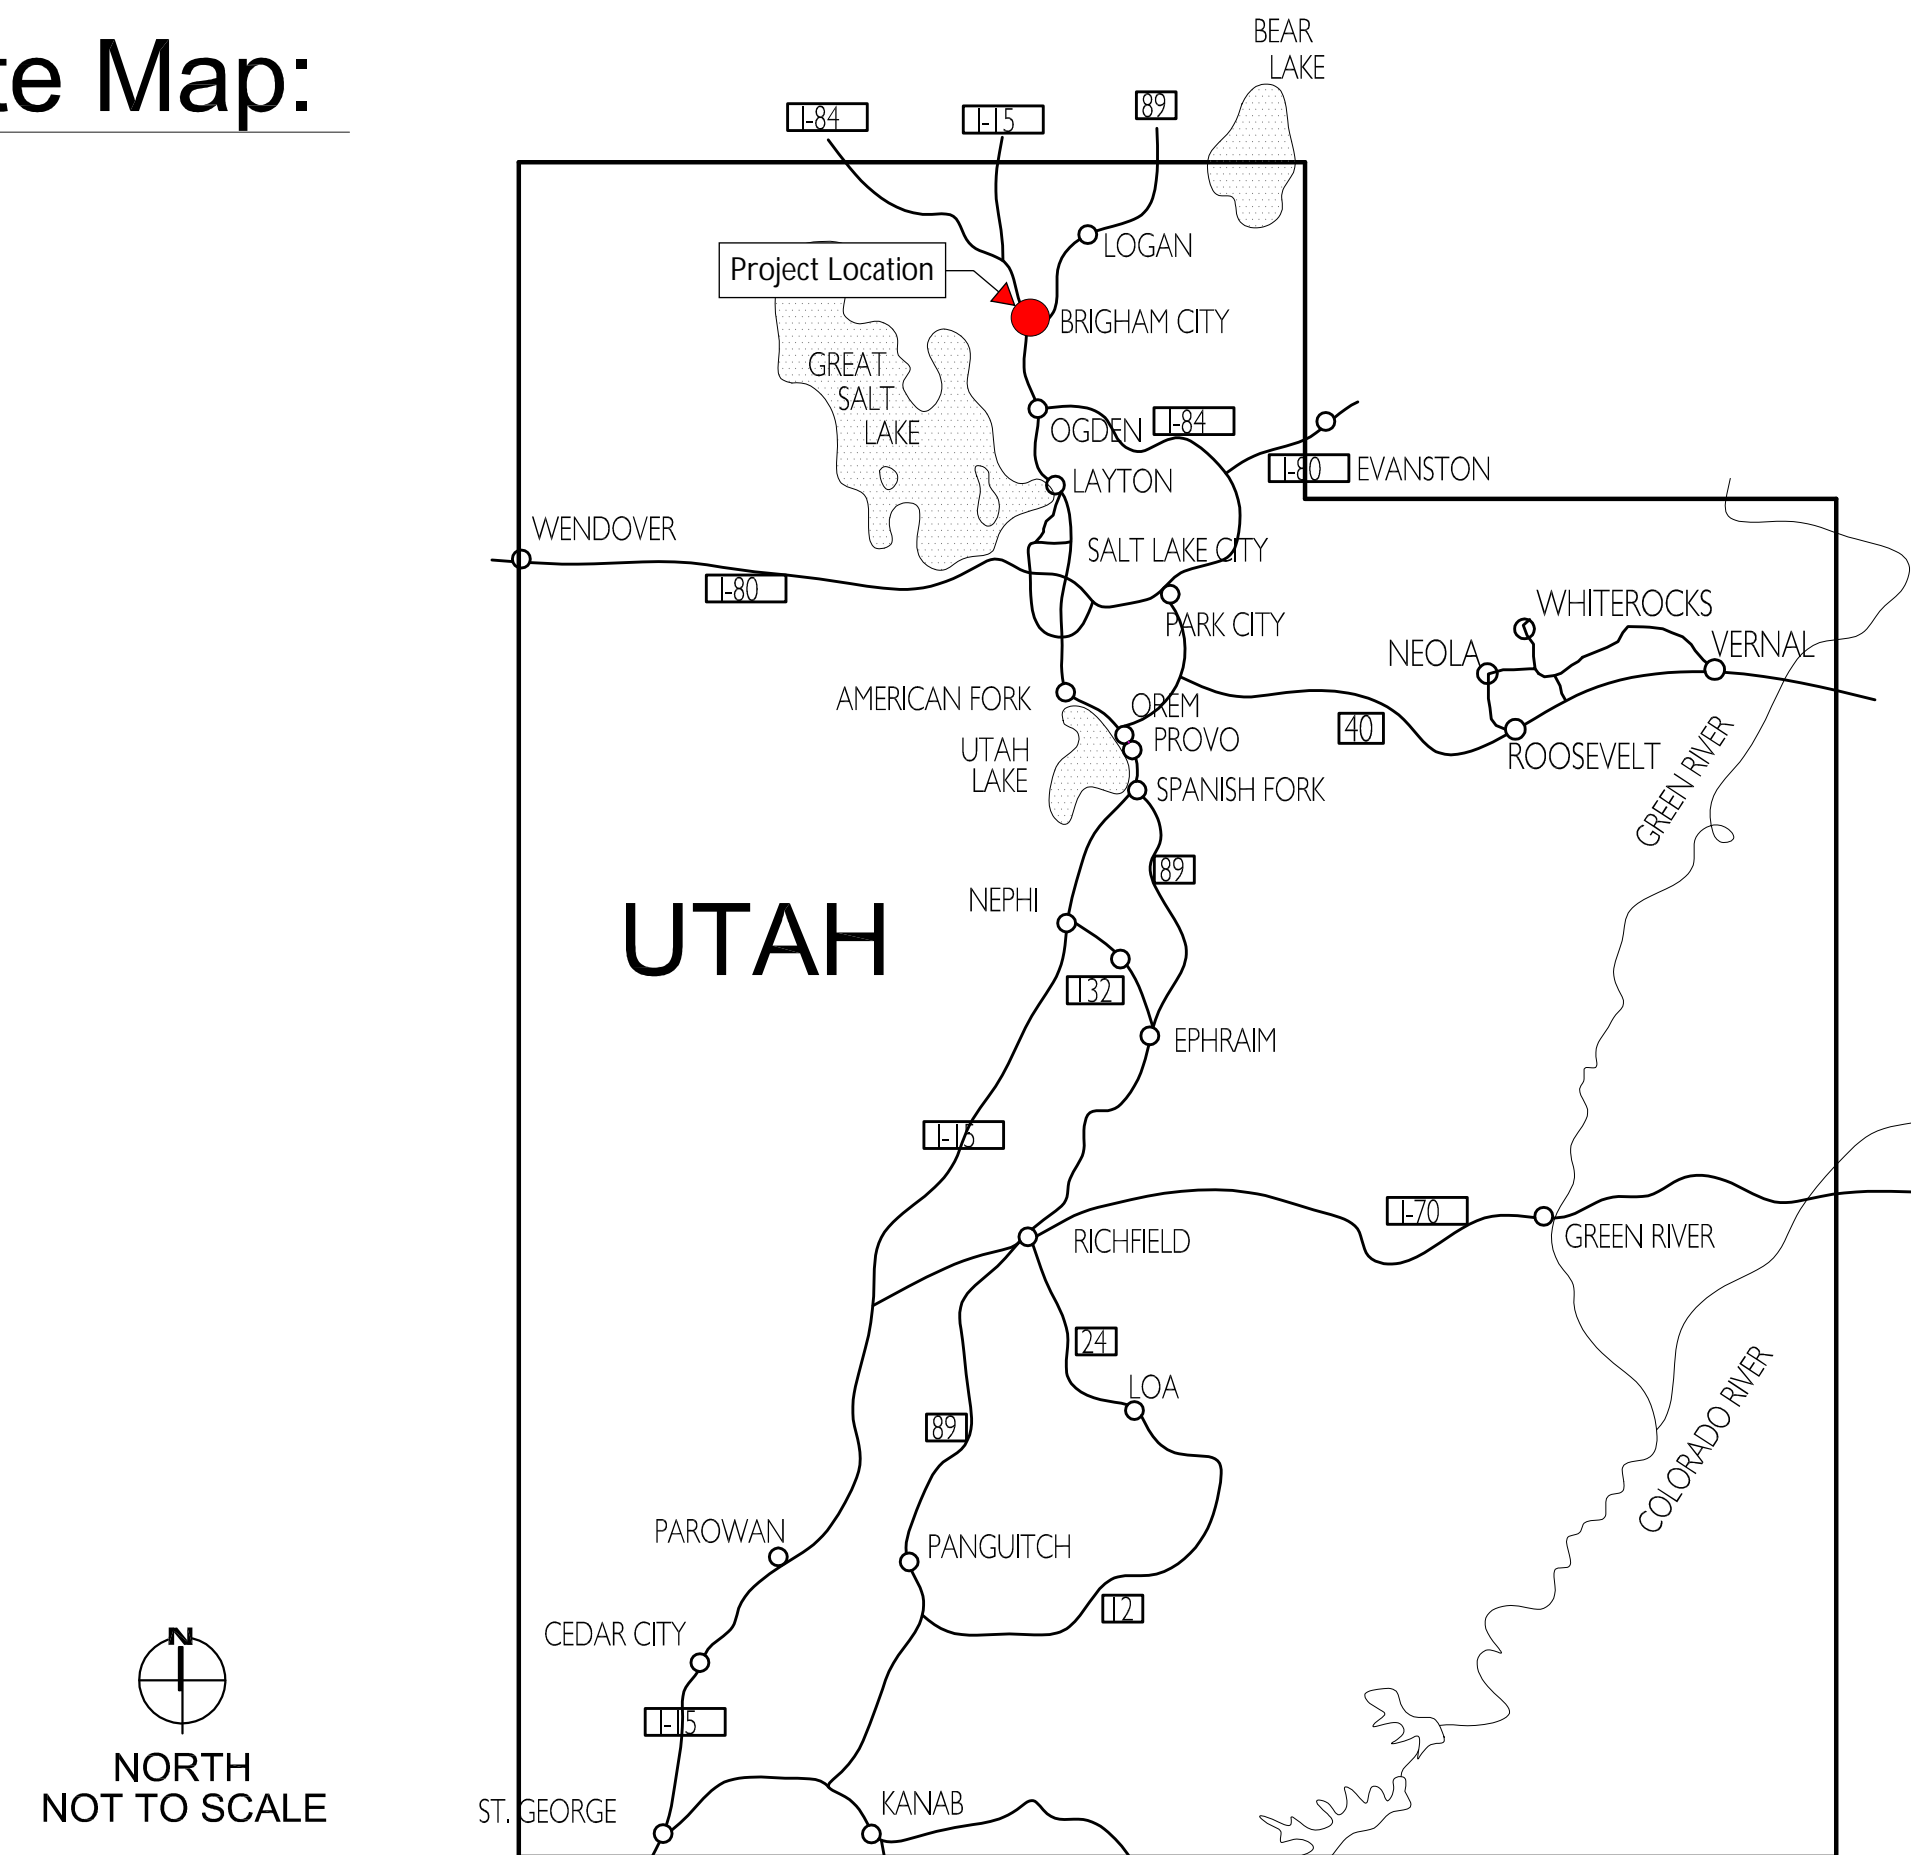 te Map:
BEAR
LAKE
I-84
I-15
89
LOGAN
Project Location
BRIGHAM CITY
GREAT
SALT
LAKE
OGDEN
I-84
I-80
EVANSTON
LAYTON
WENDOVER
SALT LAKE CITY
I-80
WHITEROCKS
PARK CITY
NEOLA
VERNAL
AMERICAN FORK
OREM
PROVO
40
UTAH
LAKE
ROOSEVELT
SPANISH FORK
GREEN RIVER
89
NEPHI
UTAH
132
EPHRAIM
I-15
I-70
RICHFIELD
GREEN RIVER
24
LOA
89
COLORADO RIVER
PAROWAN
PANGUITCH
12
CEDAR CITY
N
I-15
NORTH
NOT TO SCALE
ST. GEORGE
KANAB